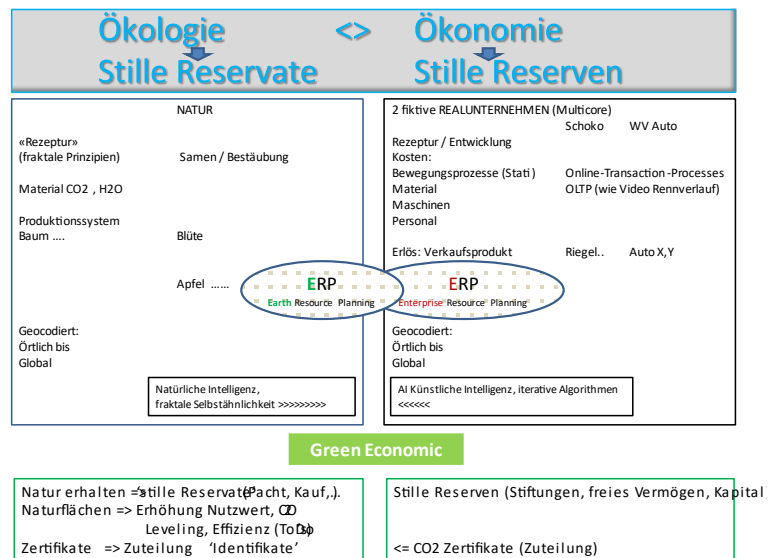 Ökologie <> Ökonomie
Stille Reservate Stille Reserven
NATUR
«Rezeptur»
(fraktale Prinzipien) Samen / Bestäubung
Material CO2 , H2O
Produktionssystem
Baum .... Blüte
Apfel ......
ERP
Earth Resource Planning
Geocodiert:
Örtlich bis
Global
Natürliche Intelligenz,
fraktale Selbstähnlichkeit >>>>>>>>>
2 fiktive REALUNTERNEHMEN (Multicore)
Schoko WV Auto
Rezeptur / Entwicklung
Kosten:
Bewegungsprozesse (Stati) Online-Transaction-Processes
Material OLTP (wie Video Rennverlauf)
Maschinen
Personal
Erlös: Verkaufsprodukt Riegel.. Auto X,Y
ERP
Enterprise Resource Planning
Geocodiert:
Örtlich bis
Global
AI Künstliche Intelligenz, iterative Algorithmen
<<<<<<
Green Economic
Natur erhalten => 'stille Reservate' (Pacht, Kauf,.).
Naturflächen => Erhöhung Nutzwert,
Leveling, Effizienz
Zertifikate => Zuteilung 'Identifikate'
Stille Reserven (Stiftungen, freies Vermögen, Kapital)
<= CO2 Zertifikate (Zuteilung)